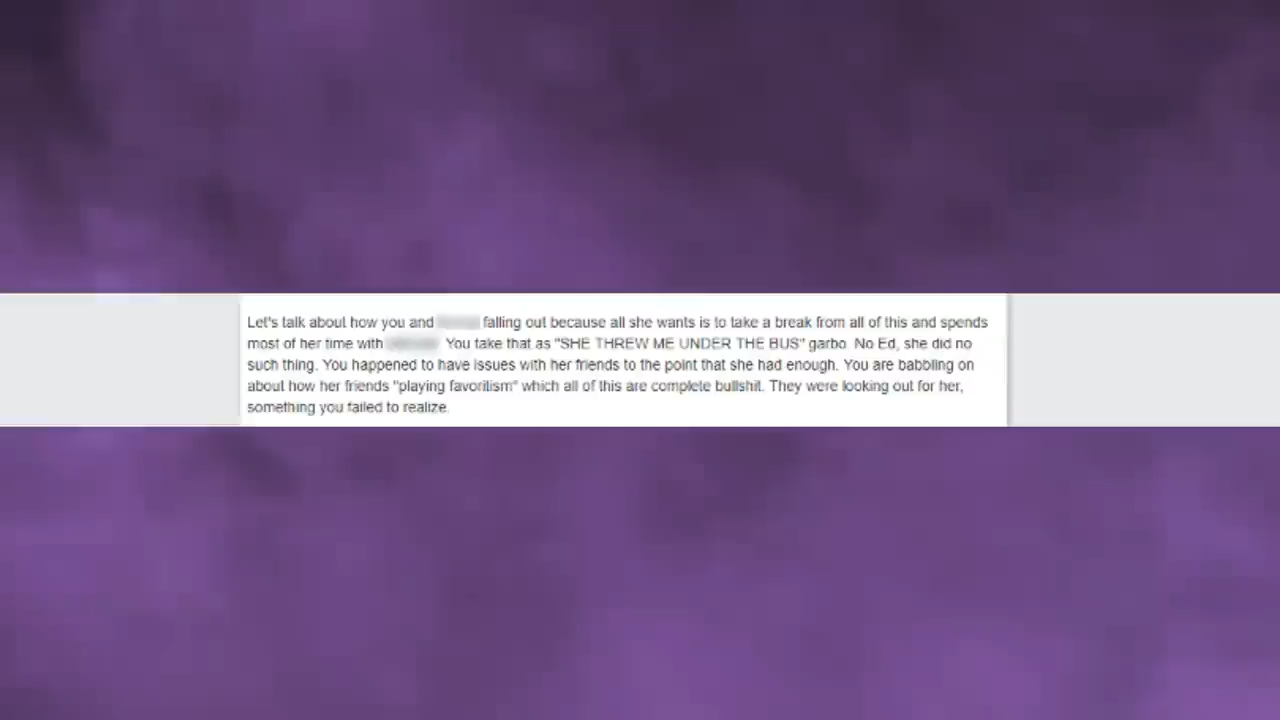 Let's talk about how you and falling out because all she wants is to take a break from all of this and spends
most of her time with You take that as "SHE THREW ME UNDER THE BUS" garbo. No Ed, she did no
such thing. You happened to have issues with her friends to the point that she had enough. You are babbling on
about how her friends "playing favoritism" which all of this are complete bullshit. They were looking out for her,
something you failed to realize.